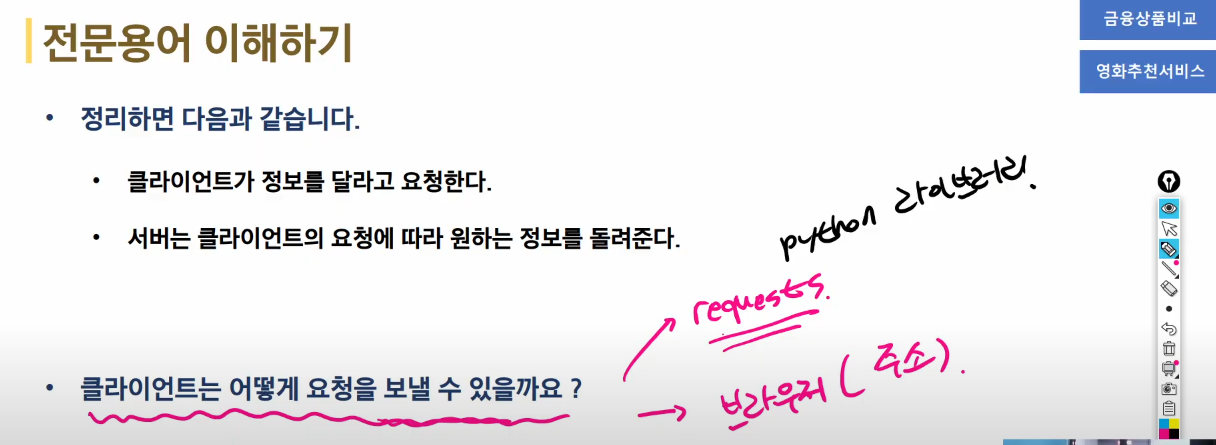 전문용어 이해하기
금융상품비교
영화추천서비스
• 정리하면 다음과 같습니다.
• 클라이언트가 정보를 달라고 요청한다.
• 서버는 클라이언트의 요청에 따라 원하는 정보를 돌려준다.
python 라이브러리.
requests.
• 클라이언트는 어떻게 요청을 보낼 수 있을까요 ?
브라우저 ( 주소 ).